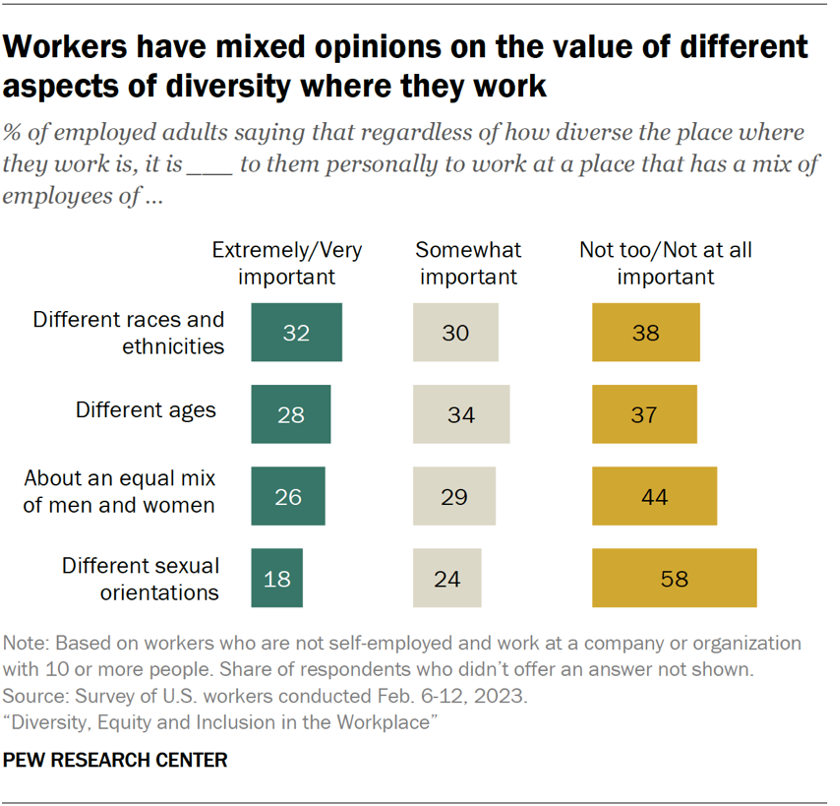 Workers have mixed opinions on the value of different
aspects of diversity where they work
% of employed adults saying that regardless of how diverse the place where
they work is, it is ___ to them personally to work at a place that has a mix of
employees of ...
Extremely/Very
important
Somewhat
important
Not too/Not at all
important
Different races and
ethnicities
32
30
38
Different ages
28
34
37
About an equal mix
of men and women
26
29
44
Different sexual
orientations
18
24
58
Note: Based on workers who are not self-employed and work at a company or organization
with 10 or more people. Share of respondents who didn’t offer an answer not shown.
Source: Survey of U.S. workers conducted Feb. 6-12, 2023.
“Diversity, Equity and Inclusion in the Workplace”
PEW RESEARCH CENTER